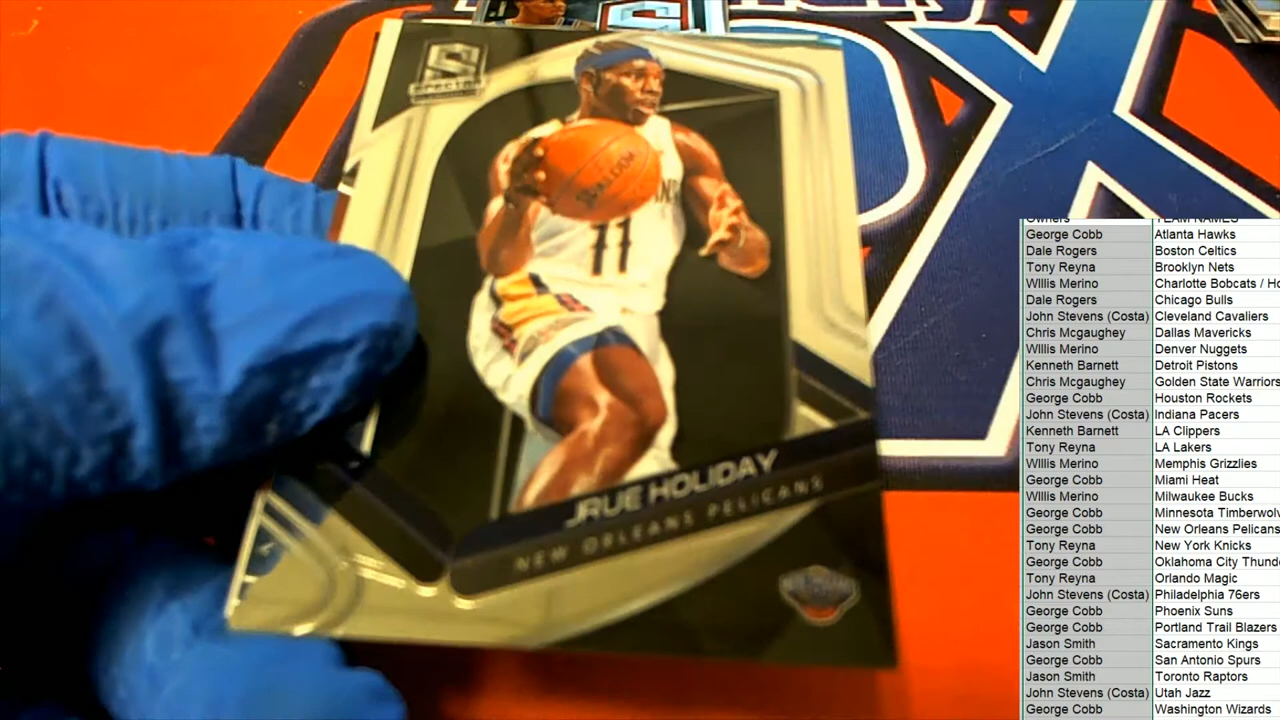 SPECTRA
SPALDING
11
JRUE HOLIDAY
NEW ORLEANS PELICANS
Owners TEAM NAMES
George Cobb Atlanta Hawks
Dale Rogers Boston Celtics
Tony Reyna Brooklyn Nets
WIllis Merino Charlotte Bobcats / Ho
Dale Rogers Chicago Bulls
John Stevens (Costa) Cleveland Cavaliers
Chris Mcgaughey Dallas Mavericks
WIllis Merino Denver Nuggets
Kenneth Barnett Detroit Pistons
Chris Mcgaughey Golden State Warriors
George Cobb Houston Rockets
John Stevens (Costa) Indiana Pacers
Kenneth Barnett LA Clippers
Tony Reyna LA Lakers
WIllis Merino Memphis Grizzlies
George Cobb Miami Heat
WIllis Merino Milwaukee Bucks
George Cobb Minnesota Timberwolv
George Cobb New Orleans Pelicans
Tony Reyna New York Knicks
George Cobb Oklahoma City Thunde
Tony Reyna Orlando Magic
John Stevens (Costa) Philadelphia 76ers
George Cobb Phoenix Suns
George Cobb Portland Trail Blazers
Jason Smith Sacramento Kings
George Cobb San Antonio Spurs
Jason Smith Toronto Raptors
John Stevens (Costa) Utah Jazz
George Cobb Washington Wizards